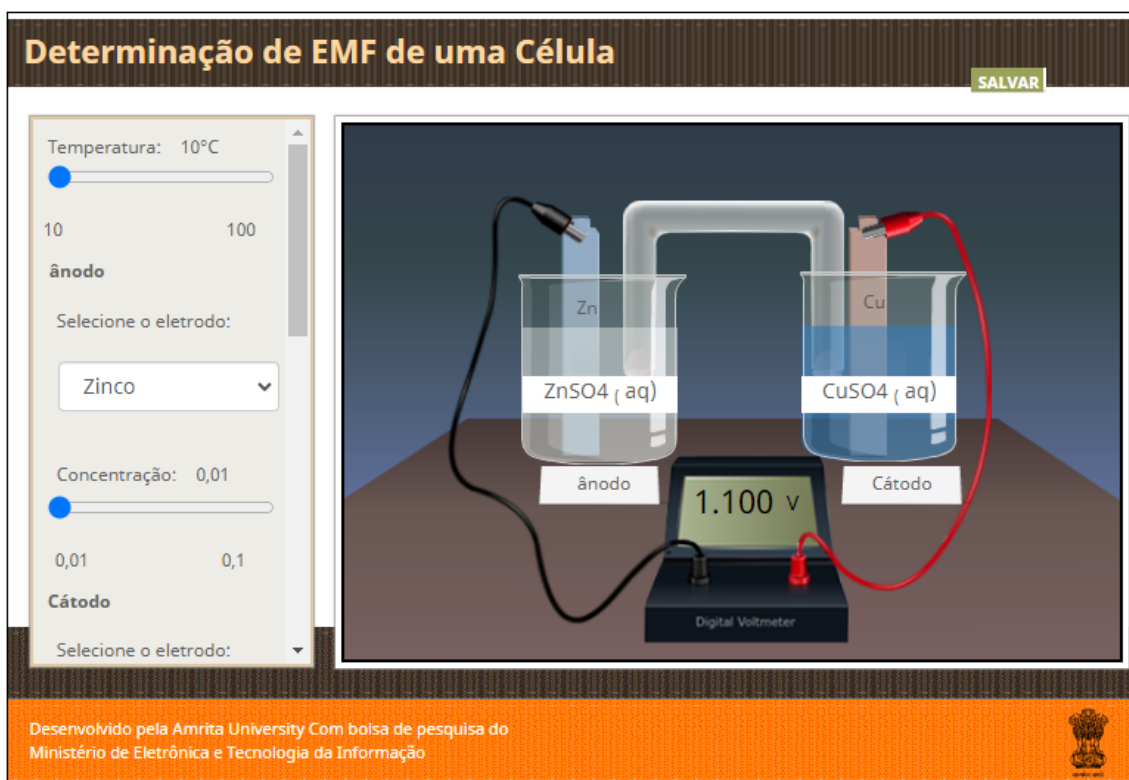 Determinação de EMF de uma Célula
SALVAR
Temperatura: 10°C
10 100
ânodo
Selecione o eletrodo:
Zinco
Concentração: 0,01
0,01 0,1
Cátodo
Selecione o eletrodo:
Zn
Cu
ZnSO4 ( aq)
CuSO4 ( aq)
ânodo
Cátodo
1.100 V
Digital Voltmeter
Desenvolvido pela Amrita University Com bolsa de pesquisa do
Ministério de Eletrônica e Tecnologia da Informação